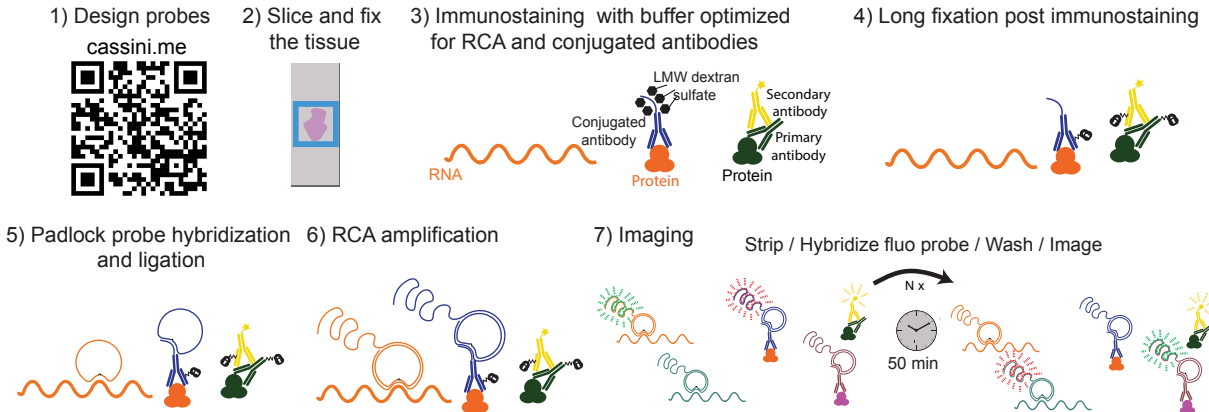 1) Design probes
cassini.me
2) Slice and fix
the tissue
3) Immunostaining with buffer optimized
for RCA and conjugated antibodies
LMW dextran
sulfate
Conjugated
antibody
Secondary
antibody
Primary
antibody
RNA
Protein
Protein
4) Long fixation post immunostaining
5) Padlock probe hybridization
and ligation
6) RCA amplification
7) Imaging
Strip / Hybridize fluo probe / Wash / Image
N x
50 min